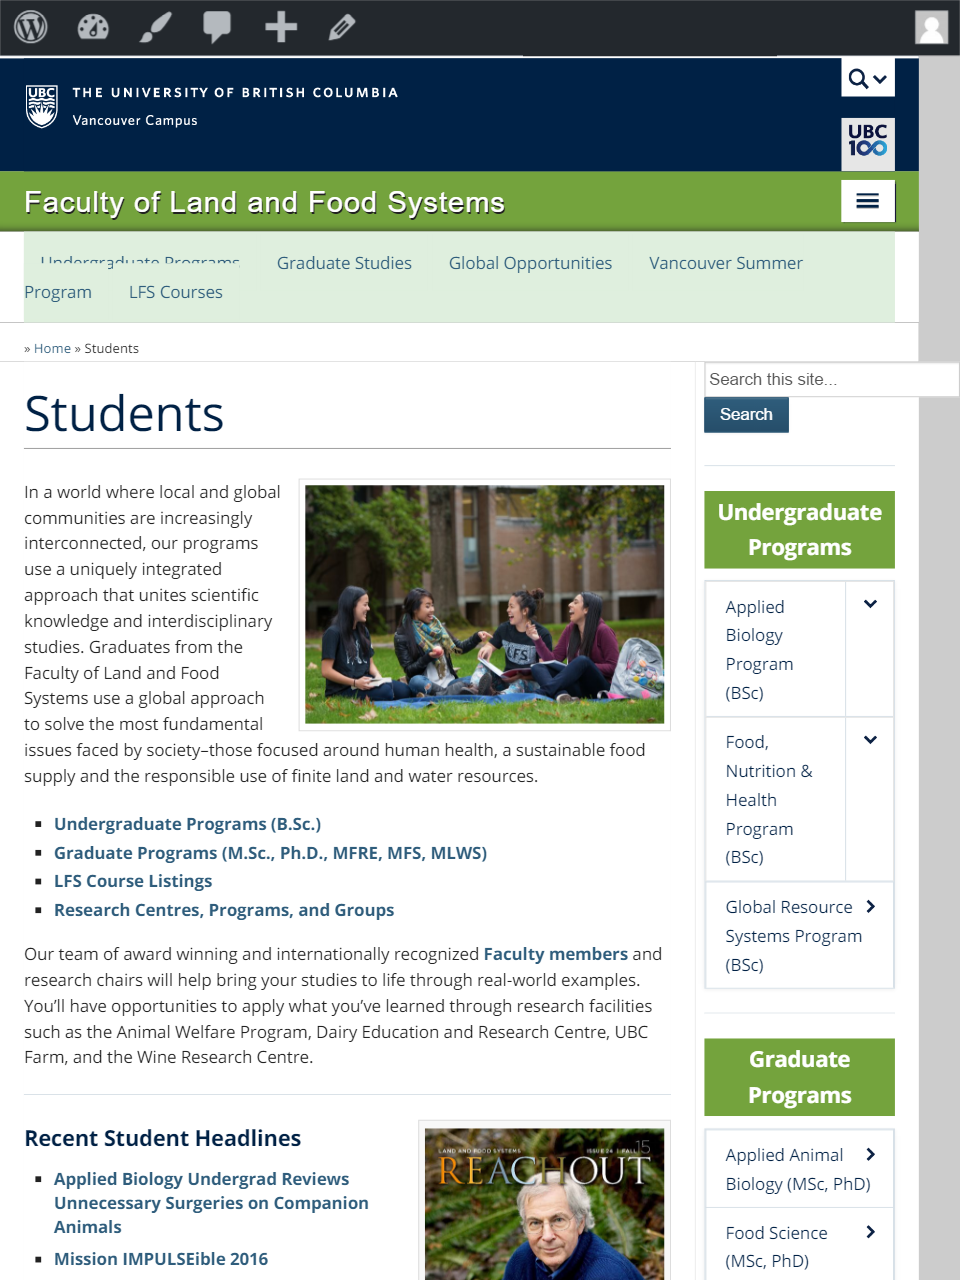 UBC
THE UNIVERSITY OF BRITISH COLUMBIA
Vancouver Campus
UBC
100
Faculty of Land and Food Systems
Undergraduate Programs Graduate Studies Global Opportunities Vancouver Summer
Program LFS Courses
» Home » Students
Students
In a world where local and global
communities are increasingly
interconnected, our programs
use a uniquely integrated
approach that unites scientific
knowledge and interdisciplinary
studies. Graduates from the
Faculty of Land and Food
Systems use a global approach
to solve the most fundamental
issues faced by society–those focused around human health, a sustainable food
supply and the responsible use of finite land and water resources.
LFS
Undergraduate Programs (B.Sc.)
Graduate Programs (M.Sc., Ph.D., MFRE, MFS, MLWS)
LFS Course Listings
Research Centres, Programs, and Groups
Our team of award winning and internationally recognized Faculty members and
research chairs will help bring your studies to life through real-world examples.
You’ll have opportunities to apply what you’ve learned through research facilities
such as the Animal Welfare Program, Dairy Education and Research Centre, UBC
Farm, and the Wine Research Centre.
Recent Student Headlines
Applied Biology Undergrad Reviews
Unnecessary Surgeries on Companion
Animals
Mission IMPULSEible 2016
LAND AND FOOD SYSTEMS ISSUE 24 | FALL 15
REACHOUT
Search this site...
Search
Undergraduate
Programs
Applied
Biology
Program
(BSc)
Food,
Nutrition &
Health
Program
(BSc)
Global Resource
Systems Program
(BSc)
Graduate
Programs
Applied Animal
Biology (MSc, PhD)
Food Science
(MSc, PhD)